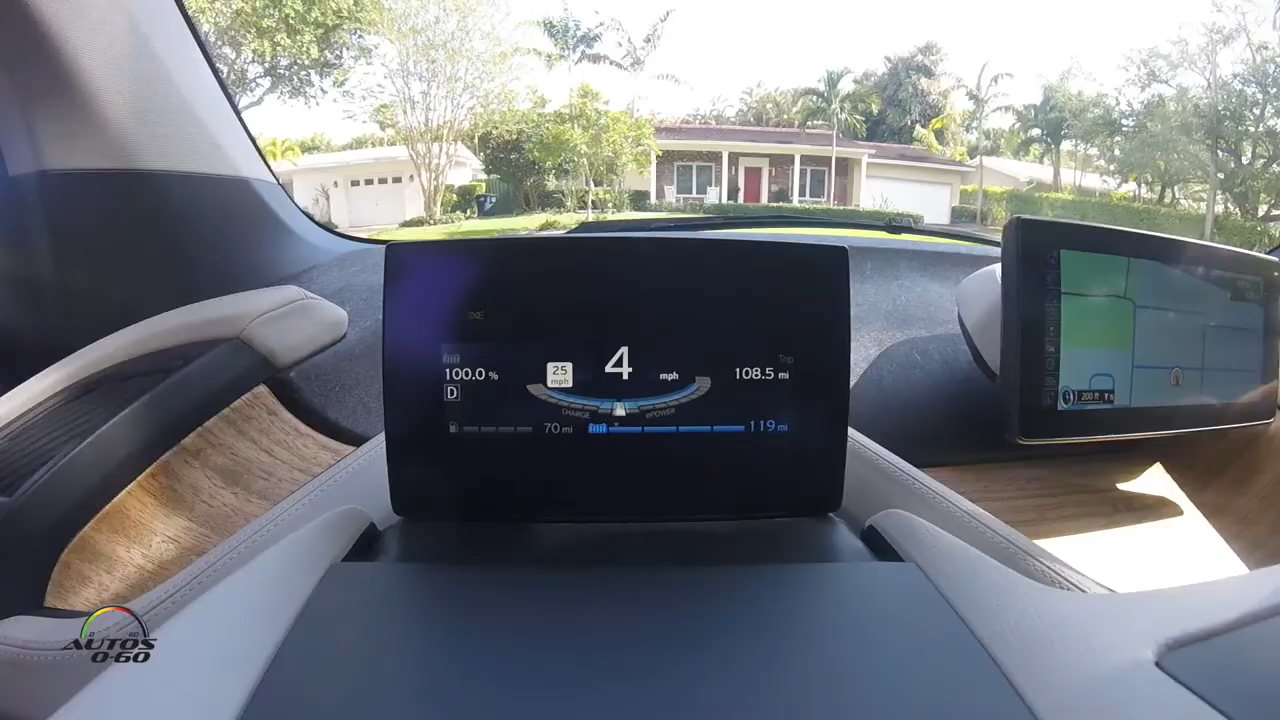 100.0 %
D
25
mph
4
mph
Trip
108.5 mi
CHARGE
ePOWER
70 mi
119 mi
200 ft
AUTOS
0-60